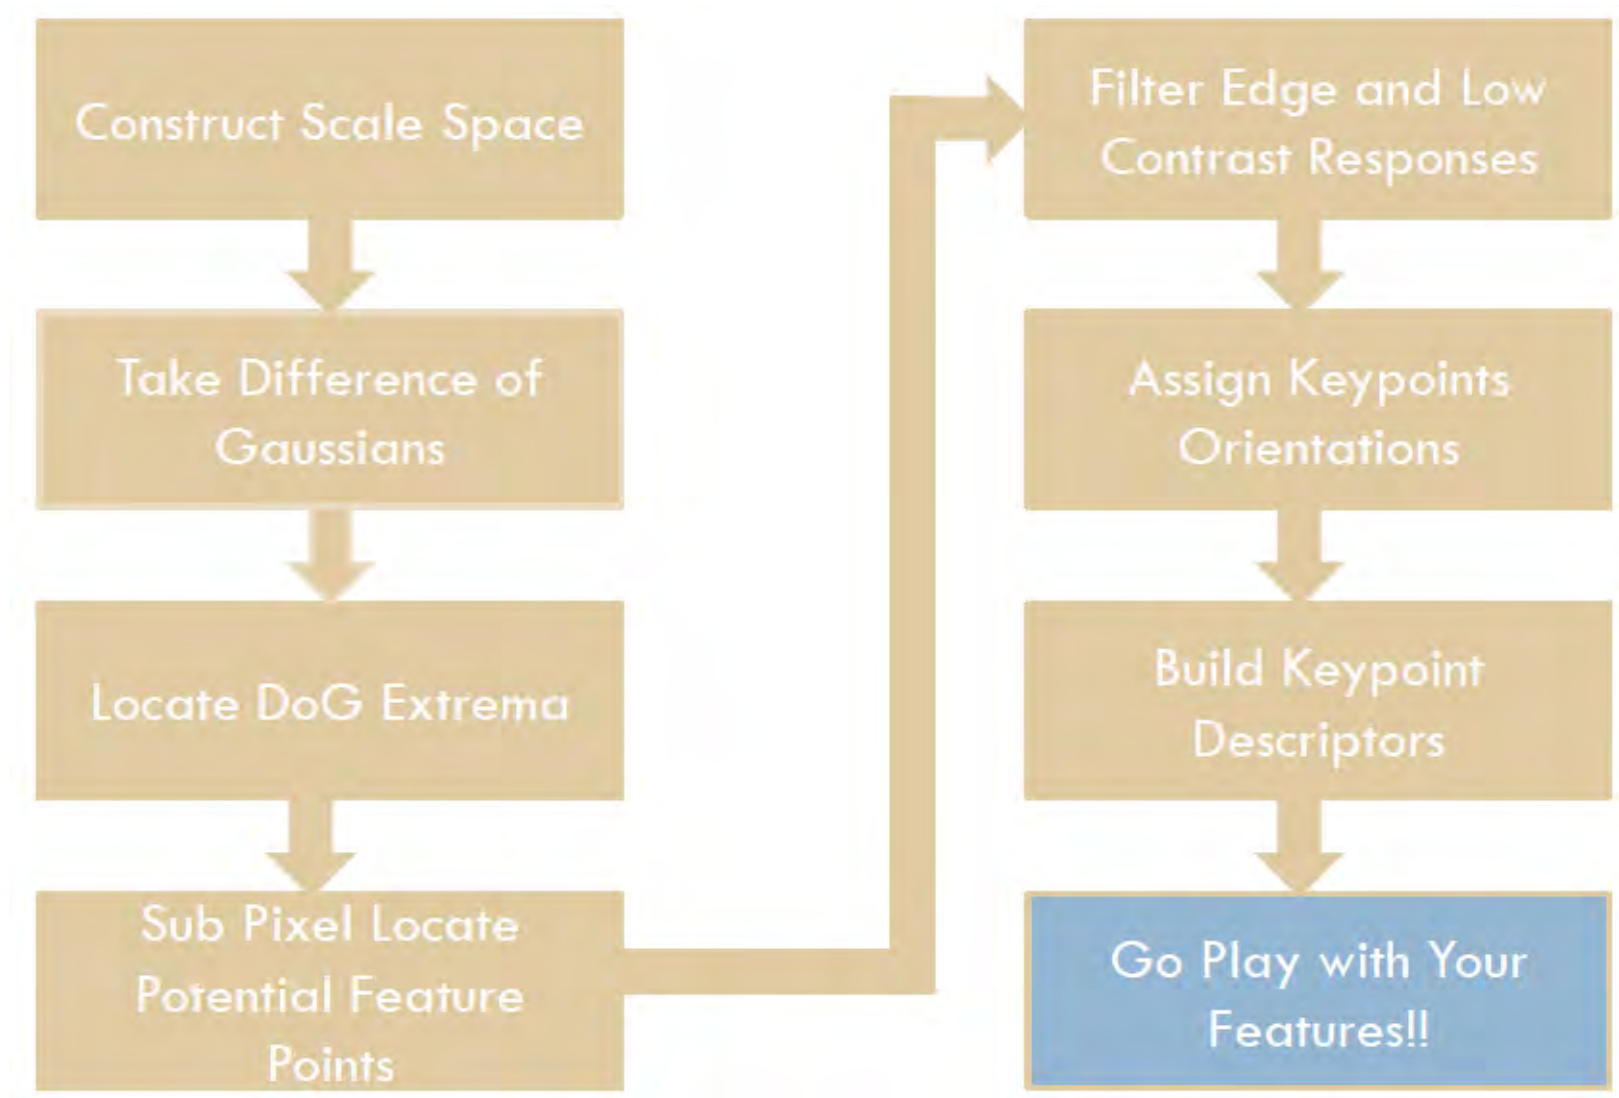 Construct Scale Space
Take Difference of
Gaussians
Locate DoG Extrema
Sub Pixel Locate
Potential Feature
Points
Filter Edge and Low
Contrast Responses
Assign Keypoints
Orientations
Build Keypoint
Descriptors
Go Play with Your
Features!!